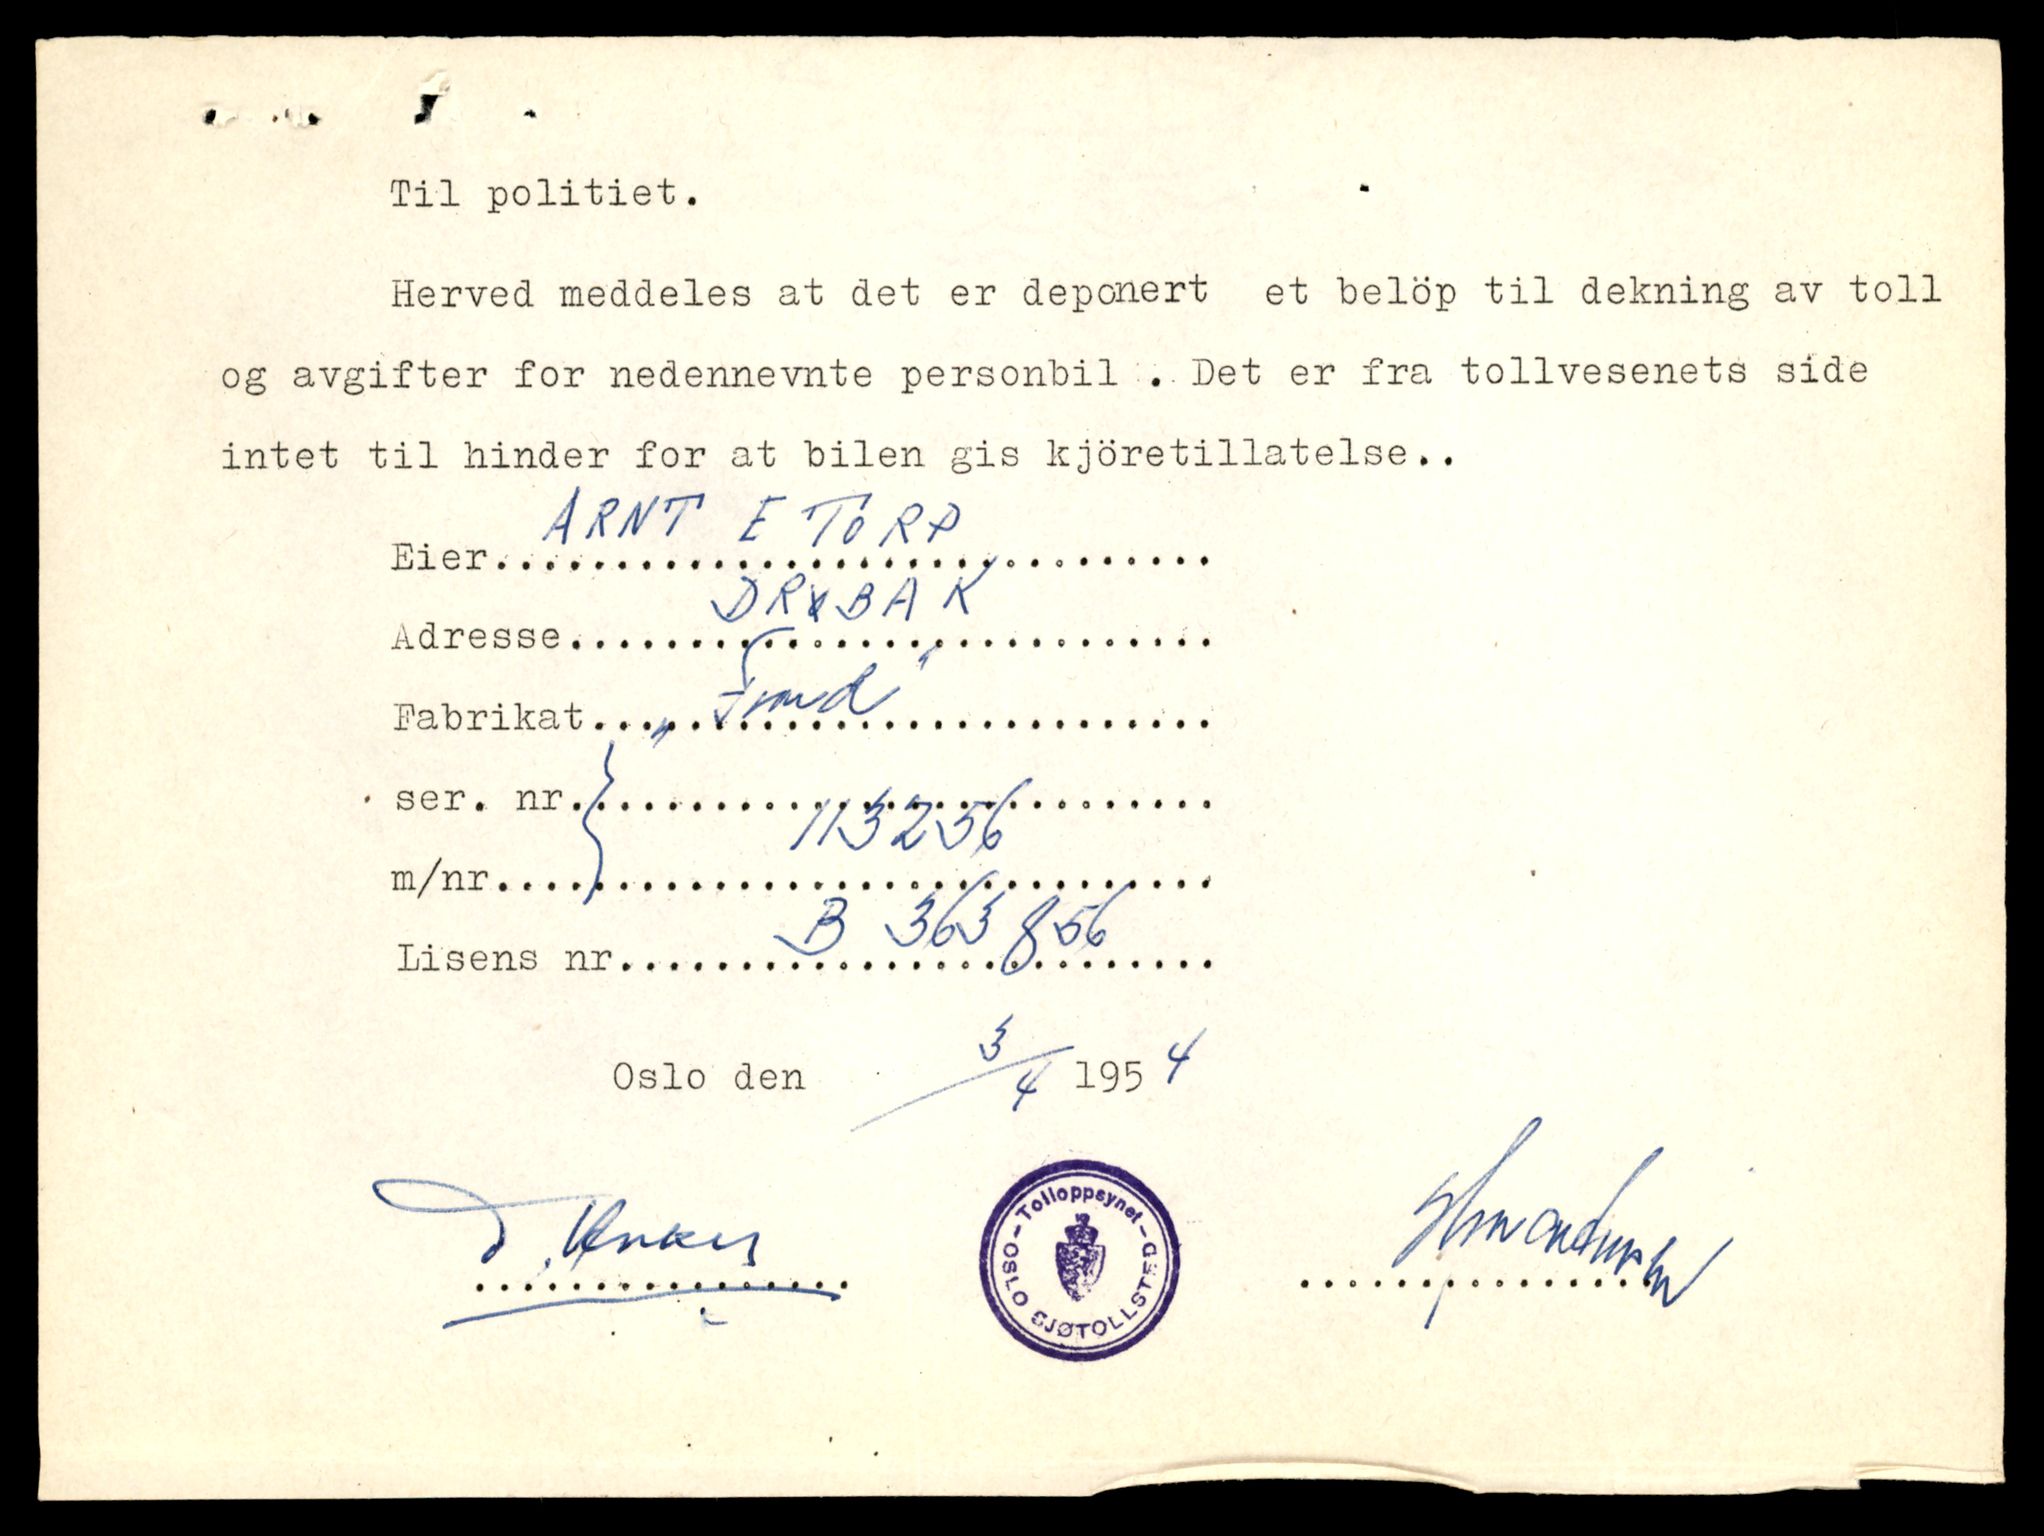 Til politiet.
Herved meddeles at det er deponert et belöp til dekning av toll
og avgifter for nedennevnte personbil . Det er fra tollvesenets side
intet til hinder for at bilen gis kjöretillatelse..
Eier.....ARNT E TORP
Adresse.....DRØBAK
Fabrikat....." Ford "
ser. nr.....
m/nr.....113256
Lisens nr.....B 363856
Oslo den 3/4 1954
Tolloppsynet - OSLO SJØTOLLSTED -